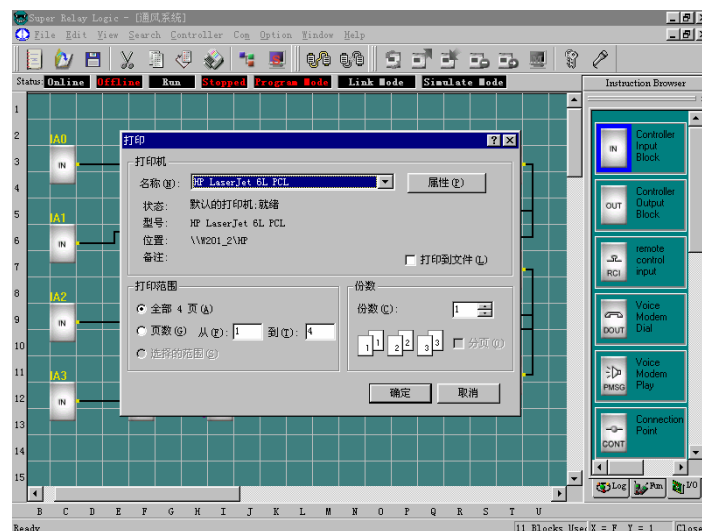 Super Relay Logic - [通风系统]
File Edit View Search Controller Com Option Window Help
Status: Online Offline Run Stopped Program Mode Link Mode Simulate Mode
Instruction Browser
1
2
3
4
5
6
7
8
9
10
11
12
13
14
15
IA0
IN
IA1
IN
IA2
IN
IA3
IN
打印
打印机
名称(N): HP LaserJet 6L PCL 属性(P)
状态: 默认的打印机;就绪
型号: HP LaserJet 6L PCL
位置: \\W201_2\HP
备注: 打印到文件(L)
打印范围
全部 4 页(A)
页数(G) 从(F): 1 到(T): 4
选择的范围(S)
份数
份数(C): 1
1 1 2 2 3 3 分页(O)
确定 取消
IN Controller Input Block
OUT Controller Output Block
RCI remote control input
DOUT Voice Modem Dial
PMSG Voice Modem Play
CONT Connection Point
Log Fun I/O
B C D E F G H I J K L M N O P Q R S T U
Ready 11 Blocks Use X = F Y = 1 Close